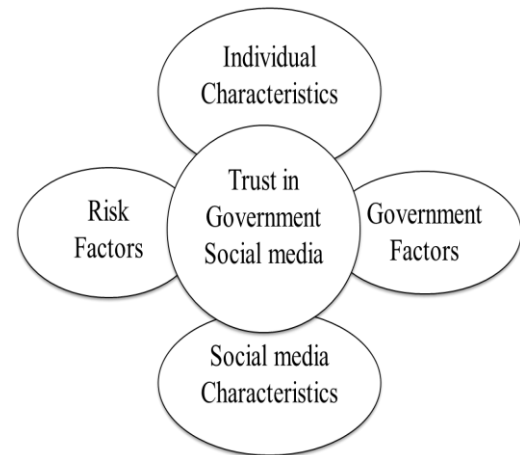 Individual
Characteristics
Trust in
Government
Social media
Risk
Factors
Government
Factors
Social media
Characteristics